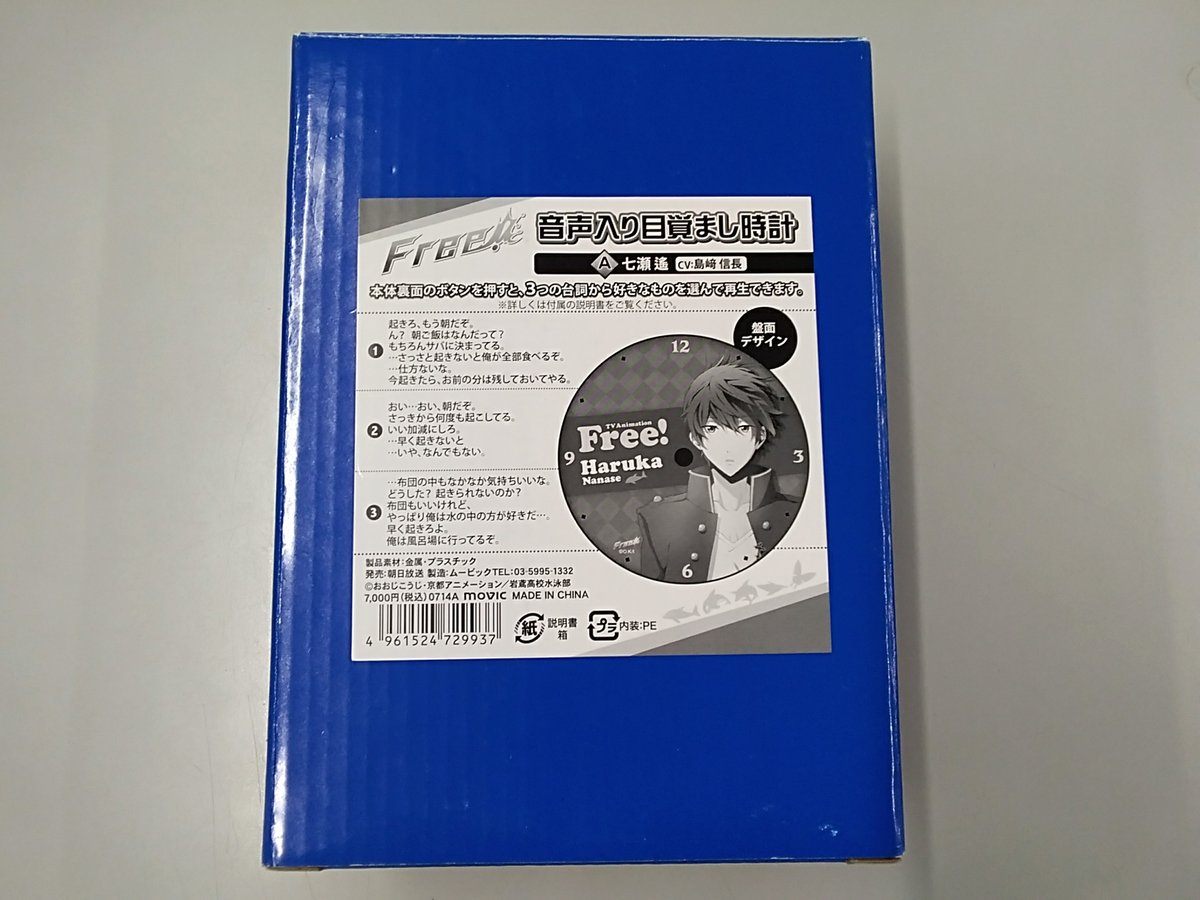 Free!
音声入り目覚まし時計
A 七瀬 遙 CV:島﨑 信長
本体裏面のボタンを押すと、3つの台詞から好きなものを選んで再生できます。
※詳しくは付属の説明書をご覧ください。
1
起きろ、もう朝だぞ。
ん? 朝ご飯はなんだって?
もちろんサバに決まってる。
…さっさと起きないと俺が全部食べるぞ。
…仕方ないな。
今起きたら、お前の分は残しておいてやる。
2
おい…おい、朝だぞ。
さっきから何度も起こしてる。
いい加減にしろ。
…早く起きないと
…いや、なんでもない。
3
…布団の中もなかなか気持ちいいな。
どうした? 起きられないのか?
布団もいいけれど、
やっぱり俺は水の中の方が好きだ…。
早く起きろよ。
俺は風呂場に行ってるぞ。
盤面
デザイン
12
3
6
9
TV Animation
Free!
Haruka
Nanase
Free!
製品素材:金属・プラスチック
発売:朝日放送 製造:ムービックTEL:03-5995-1332
©おおじこうじ・京都アニメーション/岩鳶高校水泳部
7,000円(税込)0714A movic MADE IN CHINA
4 961524 729937
紙 説明書
箱
プラ 内装:PE